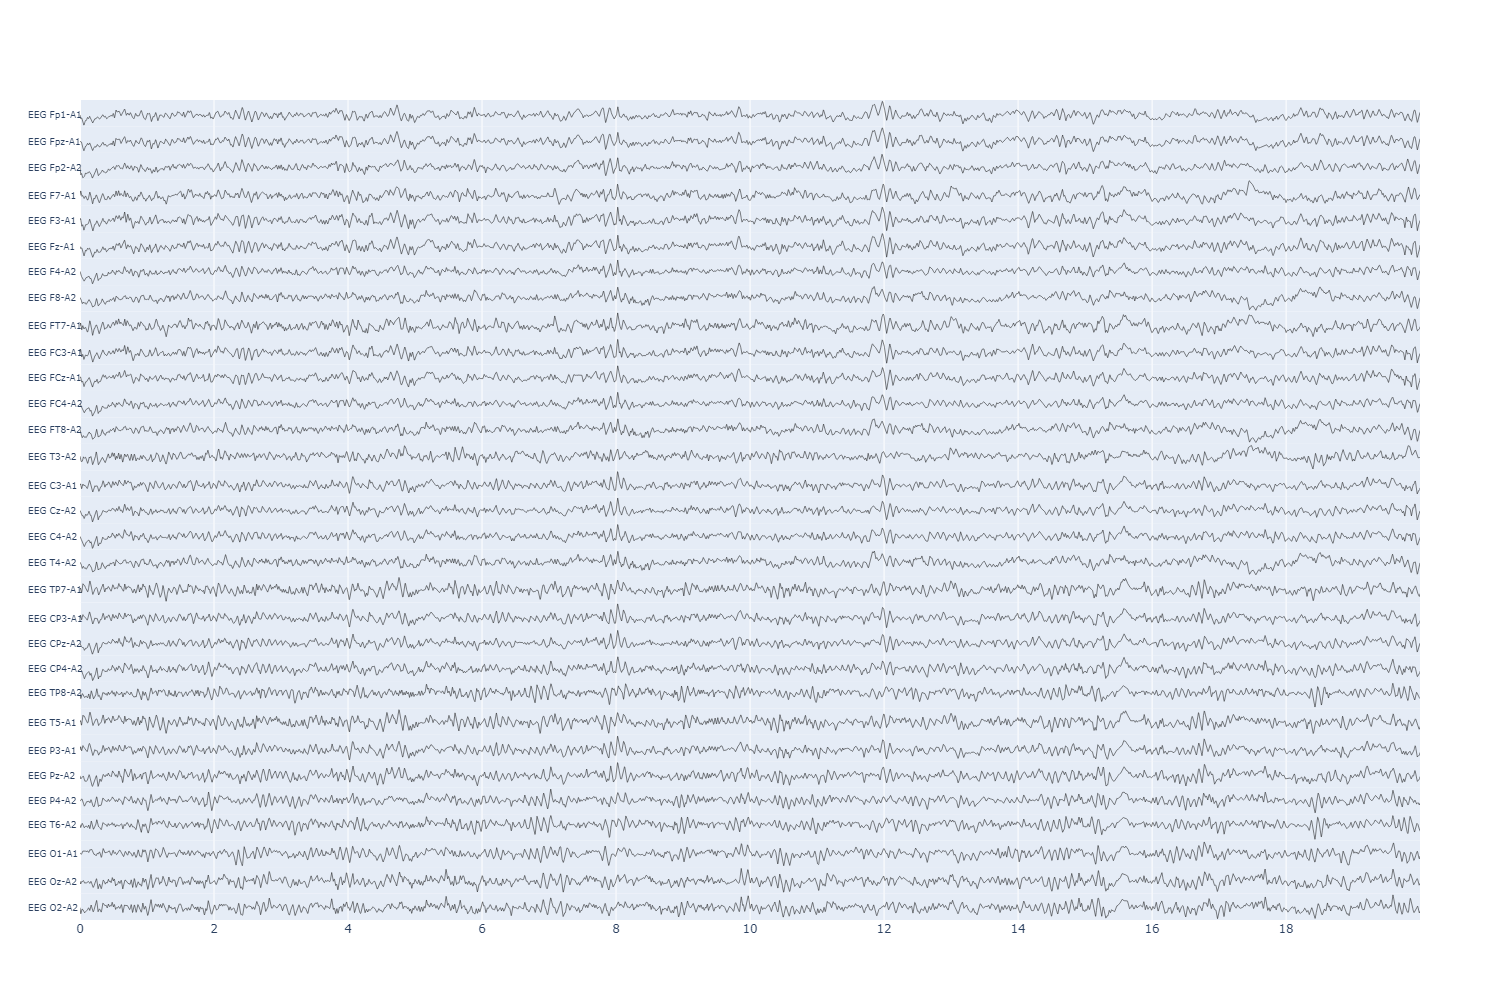 EEG Fp1-A1
EEG Fpz-A1
EEG Fp2-A2
EEG F7-A1
EEG F3-A1
EEG Fz-A1
EEG F4-A2
EEG F8-A2
EEG FT7-A1
EEG FC3-A1
EEG FCz-A1
EEG FC4-A2
EEG FT8-A2
EEG T3-A2
EEG C3-A1
EEG Cz-A2
EEG C4-A2
EEG T4-A2
EEG TP7-A1
EEG CP3-A1
EEG CPz-A2
EEG CP4-A2
EEG TP8-A2
EEG T5-A1
EEG P3-A1
EEG Pz-A2
EEG P4-A2
EEG T6-A2
EEG O1-A1
EEG Oz-A2
EEG O2-A2
0 2 4 6 8 10 12 14 16 18